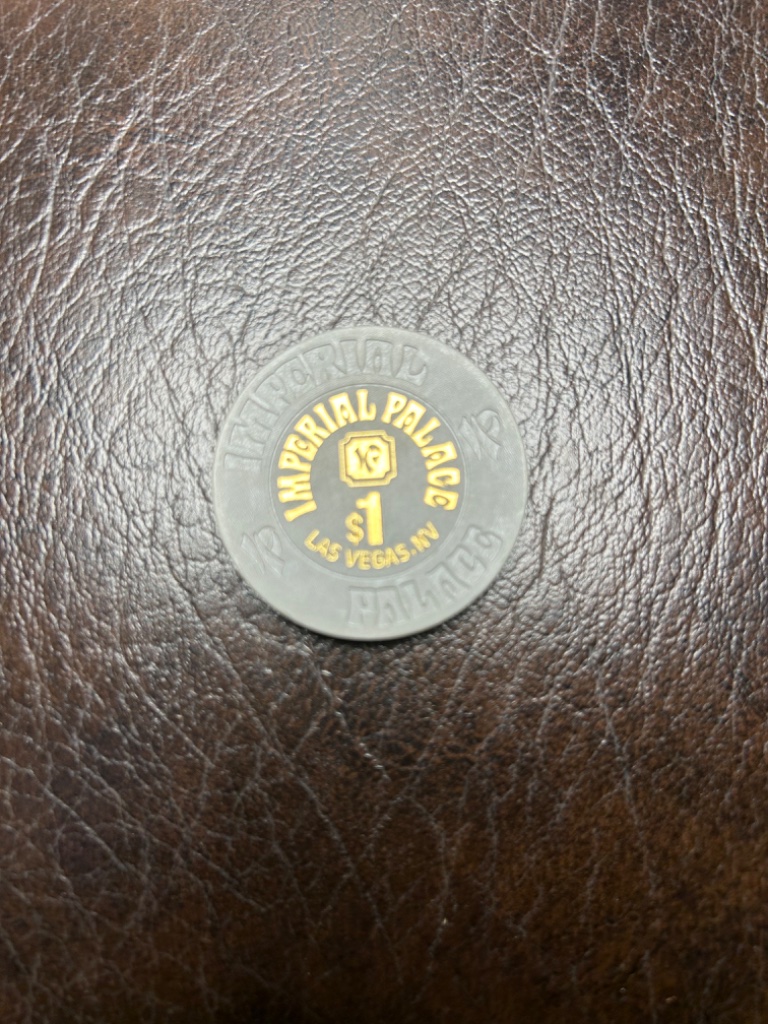 IMPERIAL
IMPERIAL PALACE
IP
IP
$1
LAS VEGAS, NV
IP
PALACE